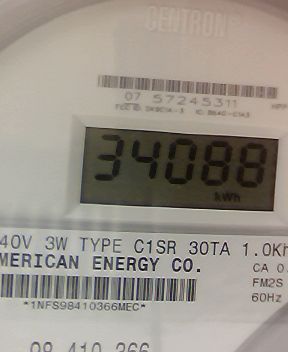 CENTRON®
07 57245311
34088
kWh
40V 3W TYPE C1SR 30TA 1.0Kh
MERICAN ENERGY CO.
CA 0.
FM2S
60Hz
*1NFS98410366MEC*
98 410 366